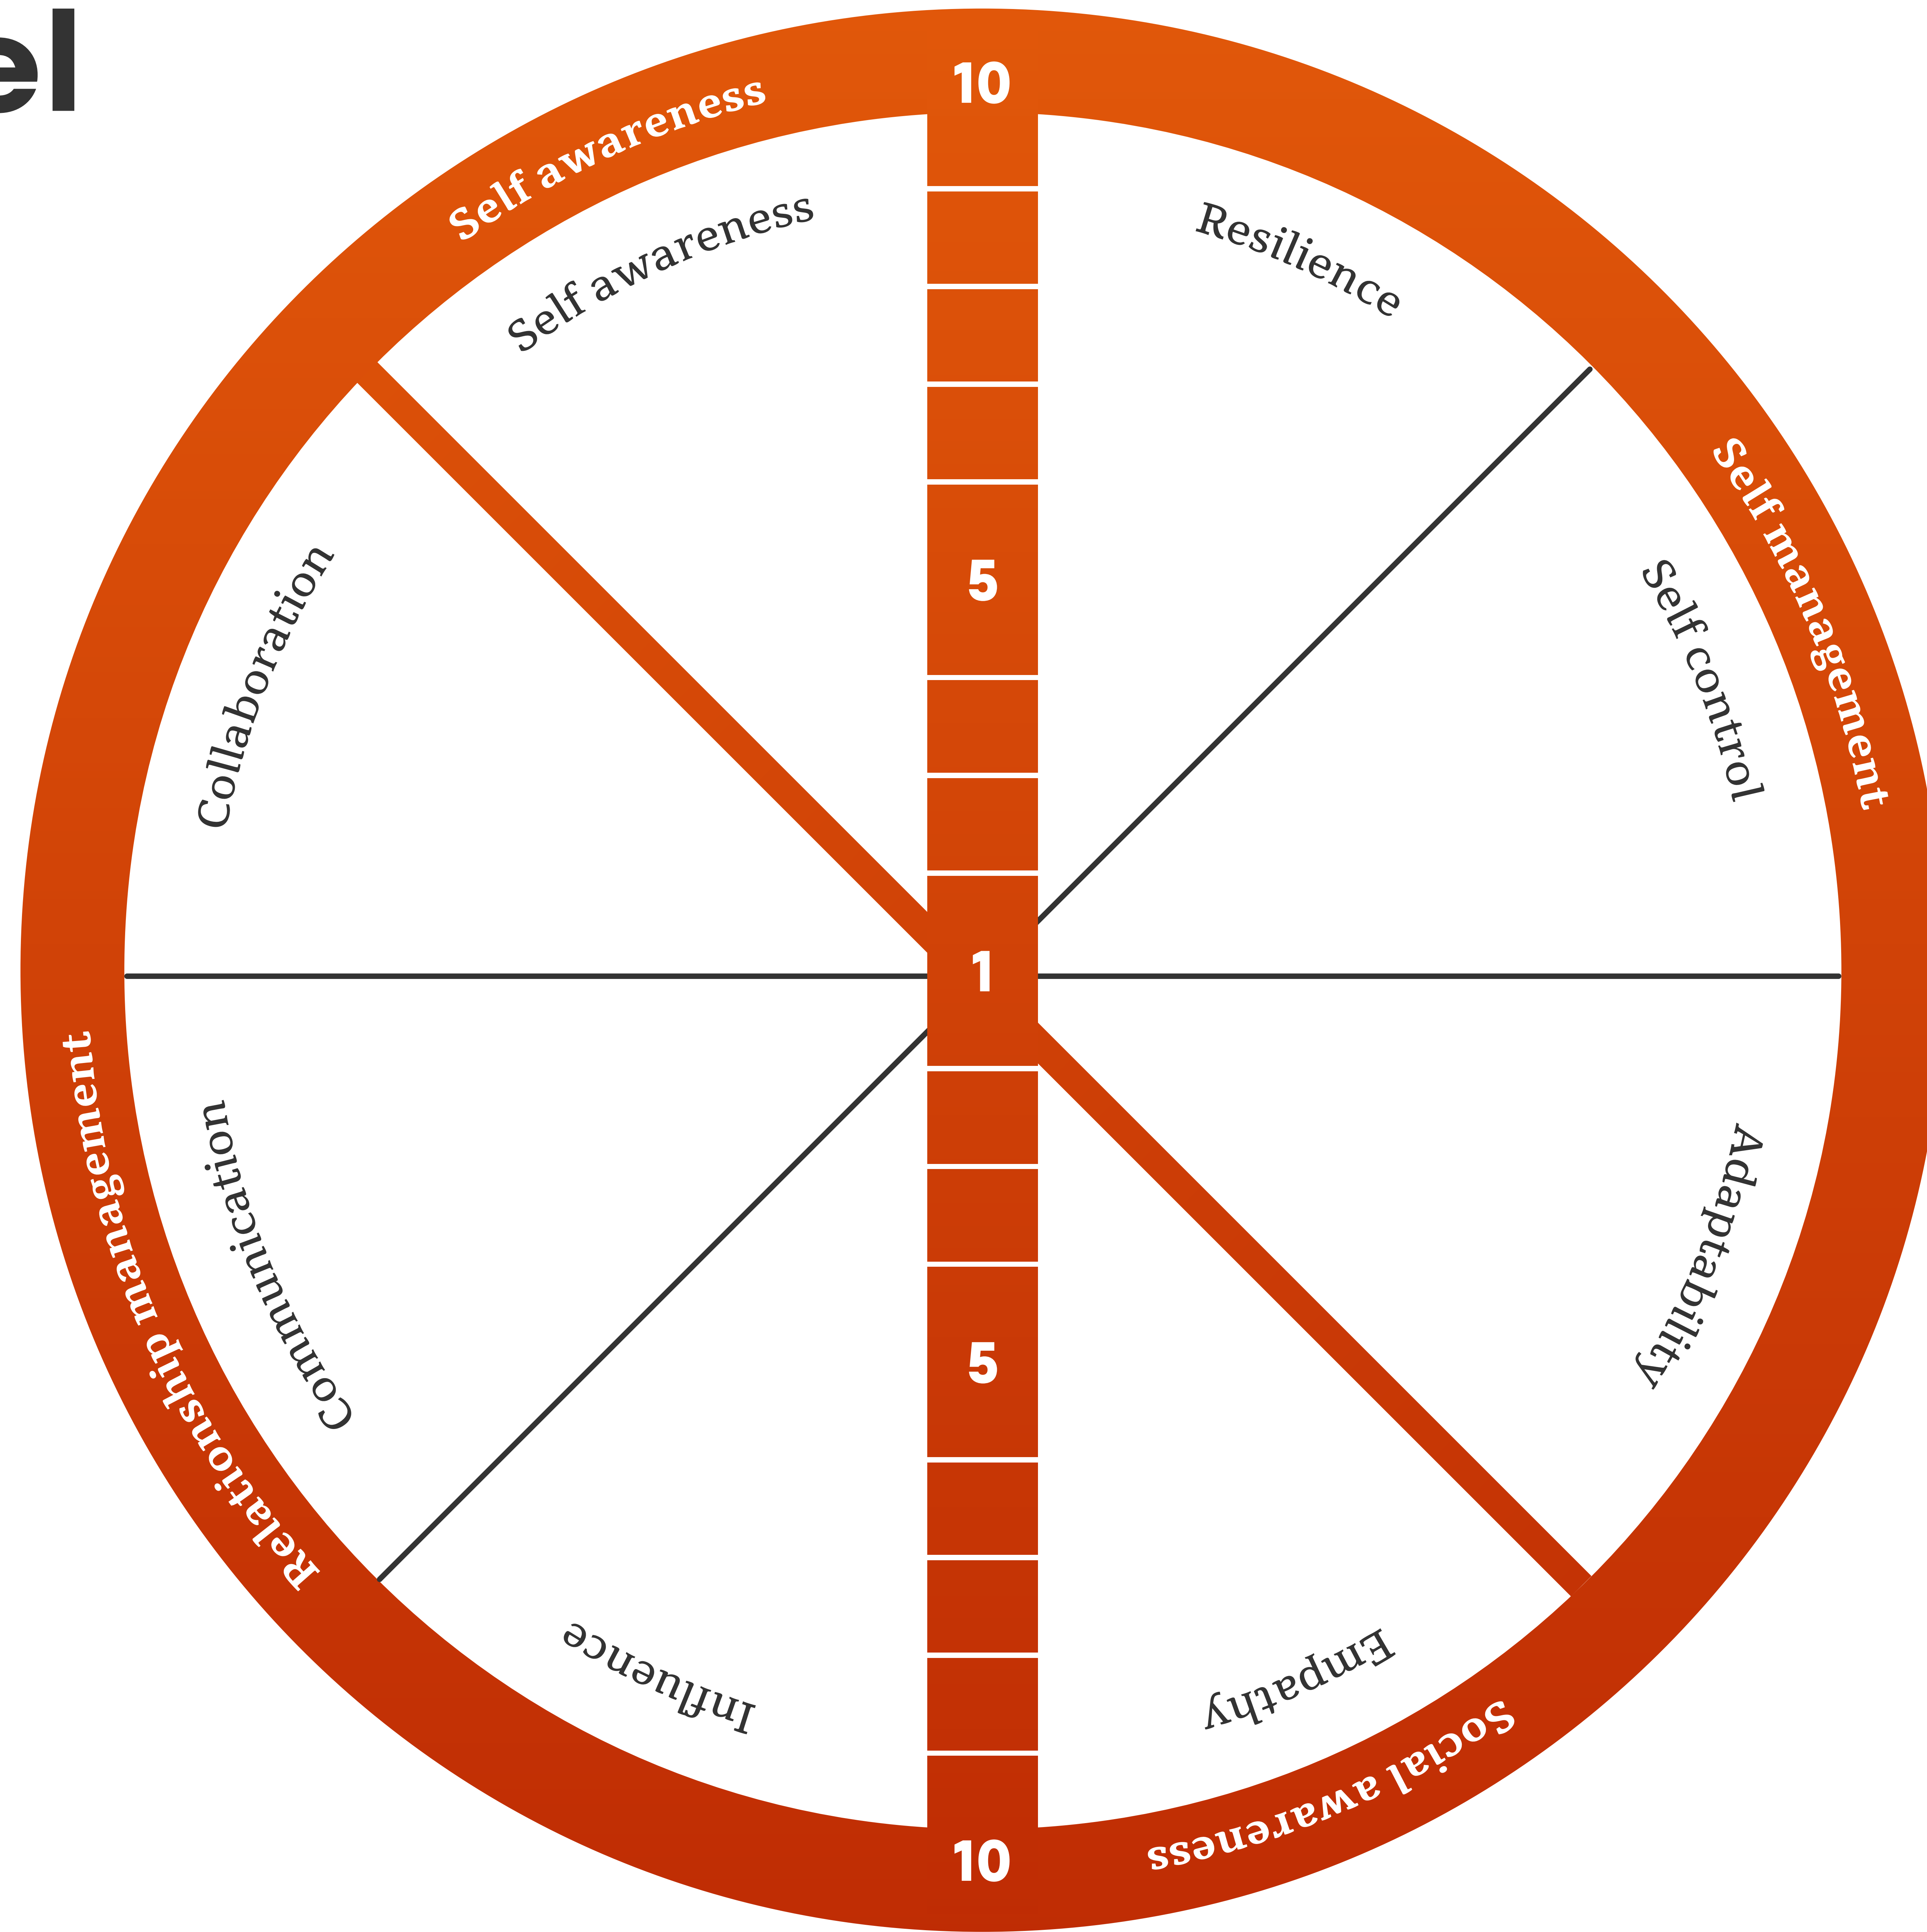 el
10
Self awareness
Self awareness
Resilience
Self management
Self control
Collaboration
5
1
Adaptability
Communication
Relationship management
5
Influence
Empathy
Social awareness
10